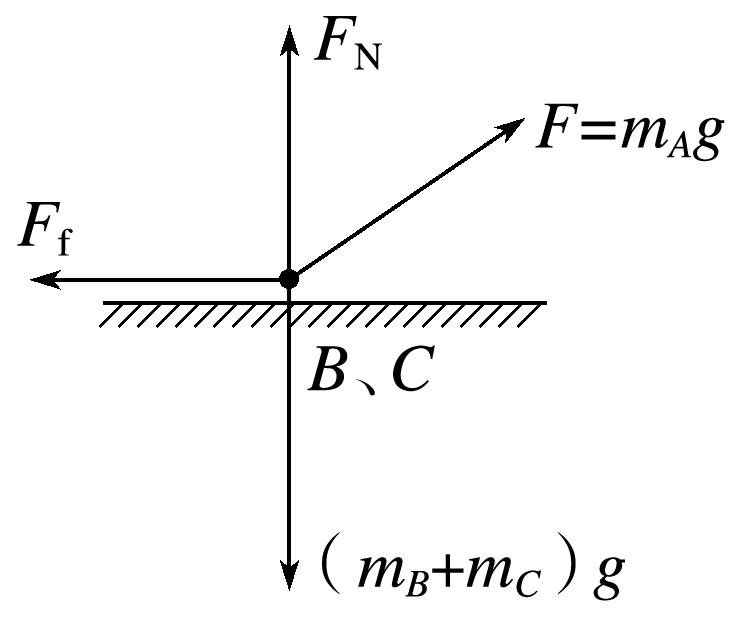 F_N
F=m_Ag
F_f
B、C
（m_B+m_C）g